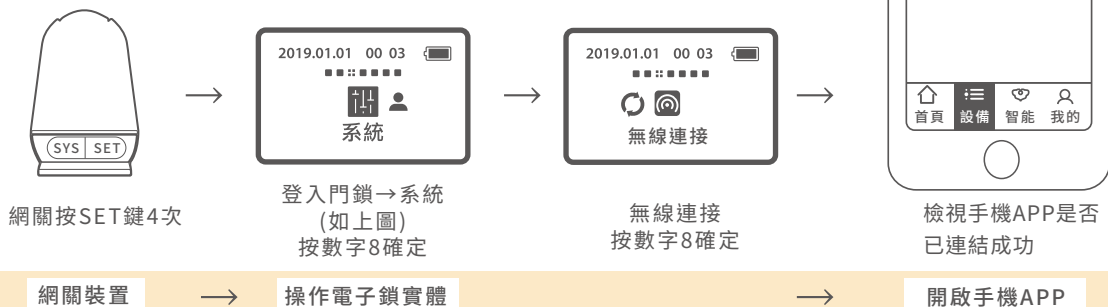 SYS SET
網關按SET鍵4次
→
2019.01.01 00 03
系統
登入門鎖→系統
(如上圖)
按數字8確定
→
2019.01.01 00 03
無線連接
無線連接
按數字8確定
→
首頁 設備 智能 我的
檢視手機APP是否
已連結成功
網關裝置 → 操作電子鎖實體 → 開啟手機APP